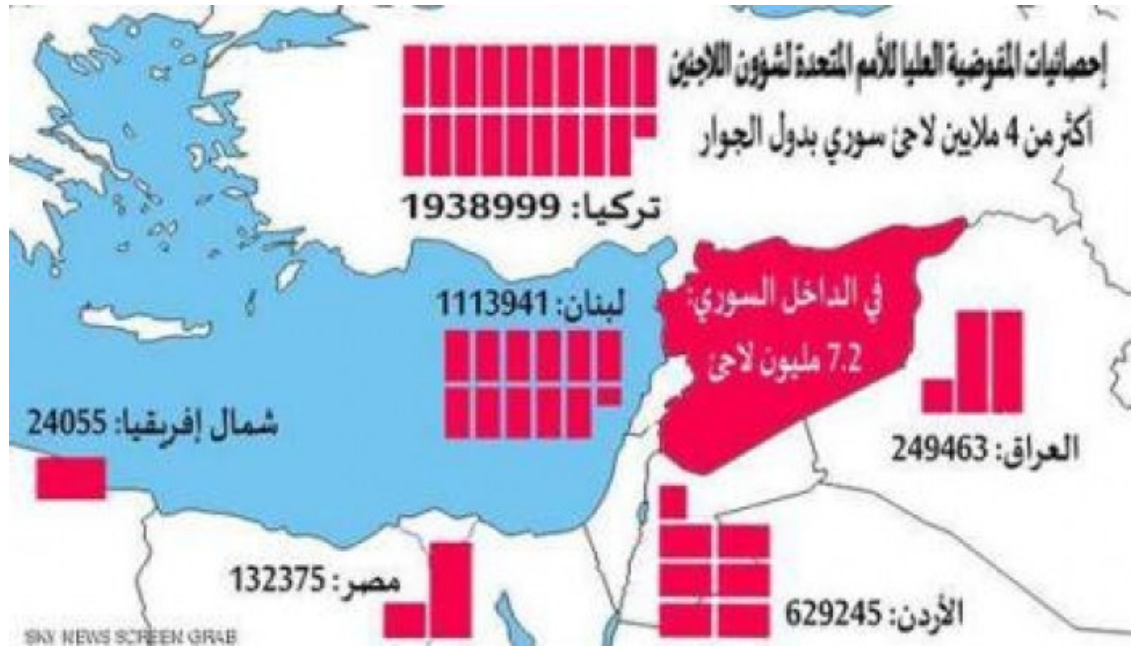 إحصائيات المفوضية العليا للأمم المتحدة لشؤون اللاجئين
أكثر من 4 ملايين لاجئ سوري بدول الجوار
تركيا: 1938999
لبنان: 1113941
في الداخل السوري:
7.2 مليون لاجئ
العراق: 249463
شمال إفريقيا: 24055
مصر: 132375
الأردن: 629245
SKY NEWS SCREEN GRAB